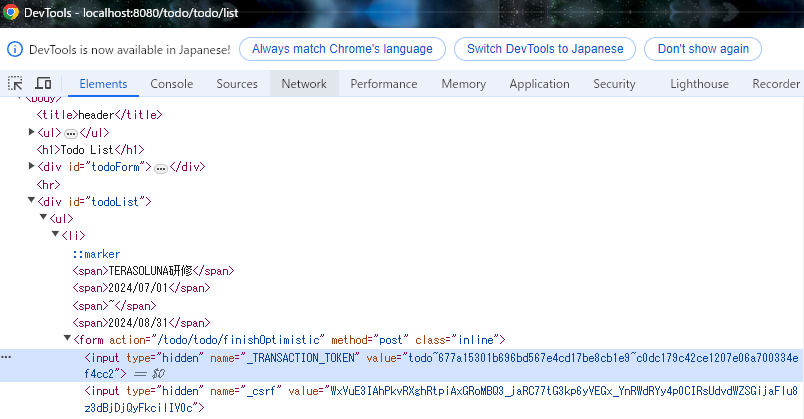 DevTools - localhost:8080/todo/todo/list
DevTools is now available in Japanese! Always match Chrome's language Switch DevTools to Japanese Don't show again
Elements Console Sources Network Performance Memory Application Security Lighthouse Recorder
<body>
<title>header</title>
<ul> … </ul>
<h1>Todo List</h1>
<div id="todoForm"> … </div>
<hr>
<div id="todoList">
<ul>
<li>
::marker
<span>TERASOLUNA研修</span>
<span>2024/07/01</span>
<span>~</span>
<span>2024/08/31</span>
<form action="/todo/todo/finishOptimistic" method="post" class="inline">
<input type="hidden" name="_TRANSACTION_TOKEN" value="todo~677a15301b696bd567e4cd17be8cb1e9~c0dc179c42ce1207e06a700334e
f4cc2"> == $0
<input type="hidden" name="_csrf" value="WxVuE3IAhPkvRXghRtpiAxGRoMBQ3_jaRC77tG3kp6yVEGx_YnRWdRYy4p0CIRsUdvdWZSGijaFIu8
z3dBjDjQyFkcilIV0c">